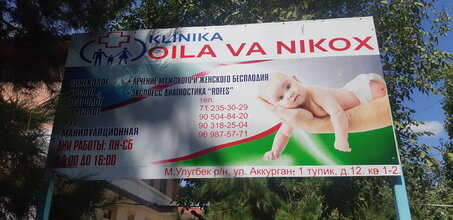 KLINIKA
OILA VA NIKOX
- ЛЕЧЕНИЕ МУЖСКОГО И ЖЕНСКОГО БЕСПЛОДИЯ
- ЭКСПРЕСС ДИАГНОСТИКА "ROFES"
тел.
71 235-30-29
90 504-84-20
90 318-25-04
90 987-57-71
- МАНИПУЛЯЦИОННАЯ
ДНИ РАБОТЫ: ПН-СБ
ДО 16:00
М.Улугбек р/н, ул. Аккурган, 1 тупик, д.12. кв 1-2